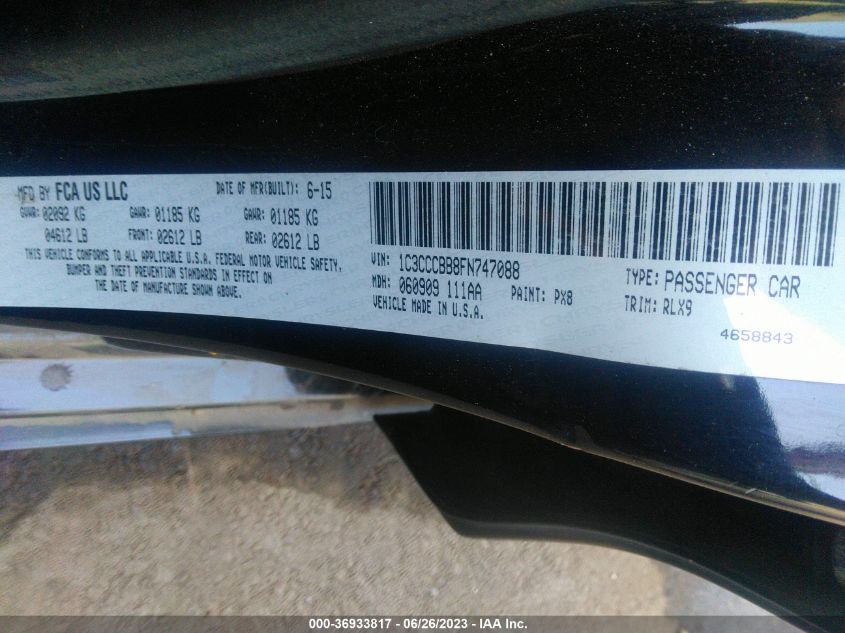 MFD BY FCA US LLC DATE OF MFR(BUILT): 6-15
GVWR: 02092 KG GAWR: 01185 KG GAWR: 01185 KG
04612 LB FRONT: 02612 LB REAR: 02612 LB
THIS VEHICLE CONFORMS TO ALL APPLICABLE U.S.A. FEDERAL MOTOR VEHICLE SAFETY,
BUMPER AND THEFT PREVENTION STANDARDS IN EFFECT ON
THE DATE OF MANUFACTURE SHOWN ABOVE.
VIN: 1C3CCCBB8FN747088 TYPE: PASSENGER CAR
MDH: 060909 111AA PAINT: PX8 TRIM: RLX9
VEHICLE MADE IN U.S.A.
4658843
000-36933817 - 06/26/2023 - IAA Inc.